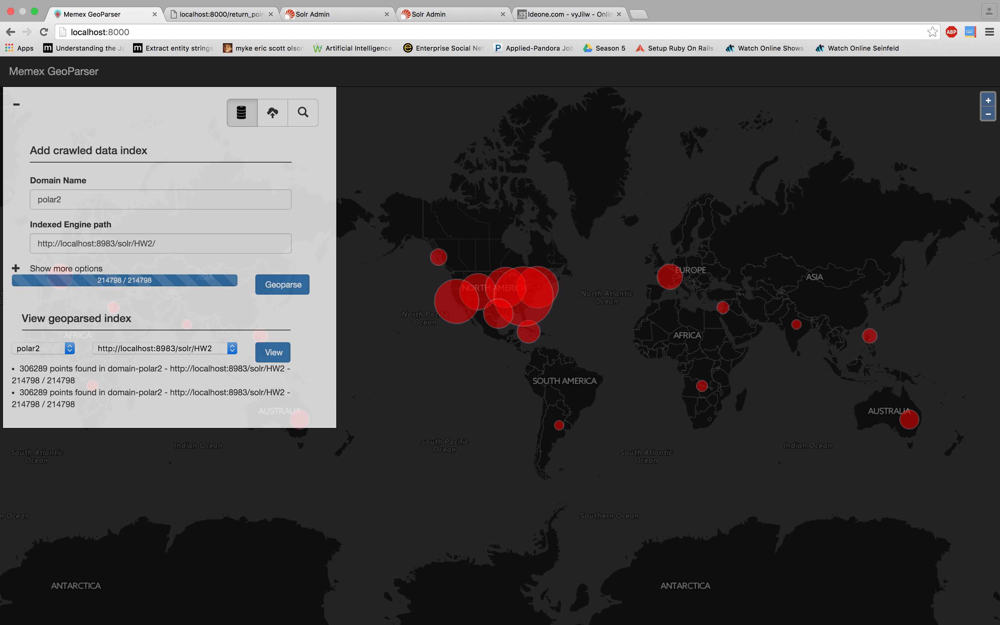 Memex GeoParser
localhost:8000/return_poin
Solr Admin
Solr Admin
Ideone.com - vyJilw - Onlin
localhost:8000
ABP
Apps
Understanding the Ja
Extract entity strings
myke eric scott olson
Artificial Intelligence
Enterprise Social Net
Applied-Pandora Job
Season 5
Setup Ruby On Rails
Watch Online Shows
Watch Online Seinfeld
Memex GeoParser
Add crawled data index
Domain Name
polar2
Indexed Engine path
http://localhost:8983/solr/HW2/
Show more options
214798 / 214798
Geoparse
View geoparsed index
polar2
http://localhost:8983/solr/HW2
View
• 306289 points found in domain-polar2 - http://localhost:8983/solr/HW2 -
214798 / 214798
• 306289 points found in domain-polar2 - http://localhost:8983/solr/HW2 -
214798 / 214798
ASIA
AFRICA
AUSTRALIA
NORTH AMERICA
EUROPE
ASIA
North Atlantic
Ocean
North Pacific
Ocean
AFRICA
SOUTH AMERICA
AUSTRALIA
South Atlantic
Ocean
Indian Ocean
South Pacific
Ocean
South Atlantic
Ocean
Indian Ocean
n Ocean
Southern Ocean
ANTARCTICA
ANTARCTICA